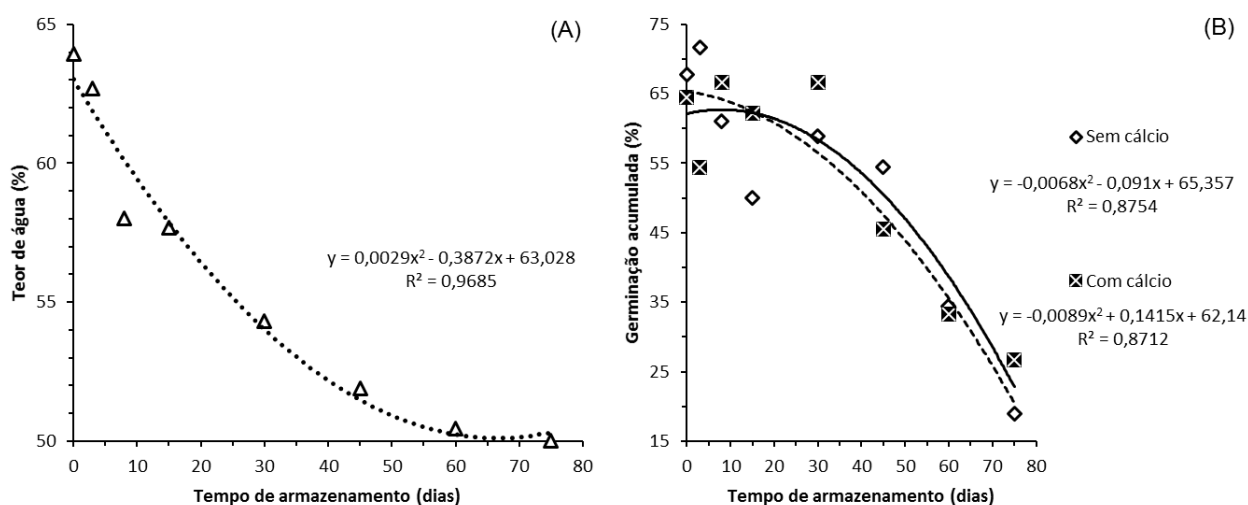 (A)
65
60
55
50
Teor de água (%)
y = 0,0029x² - 0,3872x + 63,028
R² = 0,9685
0 10 20 30 40 50 60 70 80
Tempo de armazenamento (dias)
(B)
75
65
55
45
35
25
15
Germinação acumulada (%)
Sem cálcio
y = -0,0068x² - 0,091x + 65,357
R² = 0,8754
Com cálcio
y = -0,0089x² + 0,1415x + 62,14
R² = 0,8712
0 10 20 30 40 50 60 70 80
Tempo de armazenamento (dias)